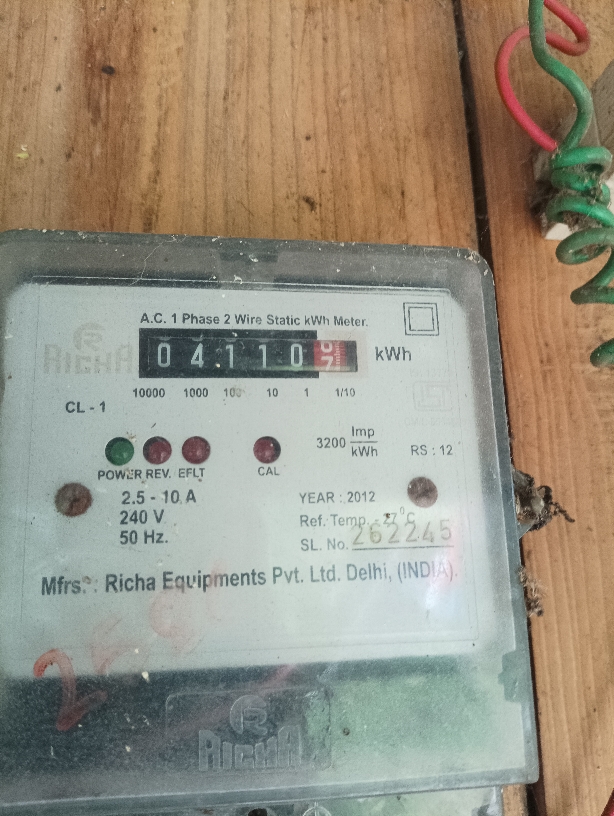 A.C. 1 Phase 2 Wire Static kWh Meter.
RICHA
0 4 1 1 0 7 kWh
10000 1000 100 10 1 1/10
CL - 1
3200 Imp/kWh
RS : 12
POWER REV. EFLT CAL
2.5 - 10 A
240 V
50 Hz.
YEAR : 2012
Ref. Temp. - 27°C
SL. No. 262245
Mfrs. : Richa Equipments Pvt. Ltd. Delhi, (INDIA).
RICHA